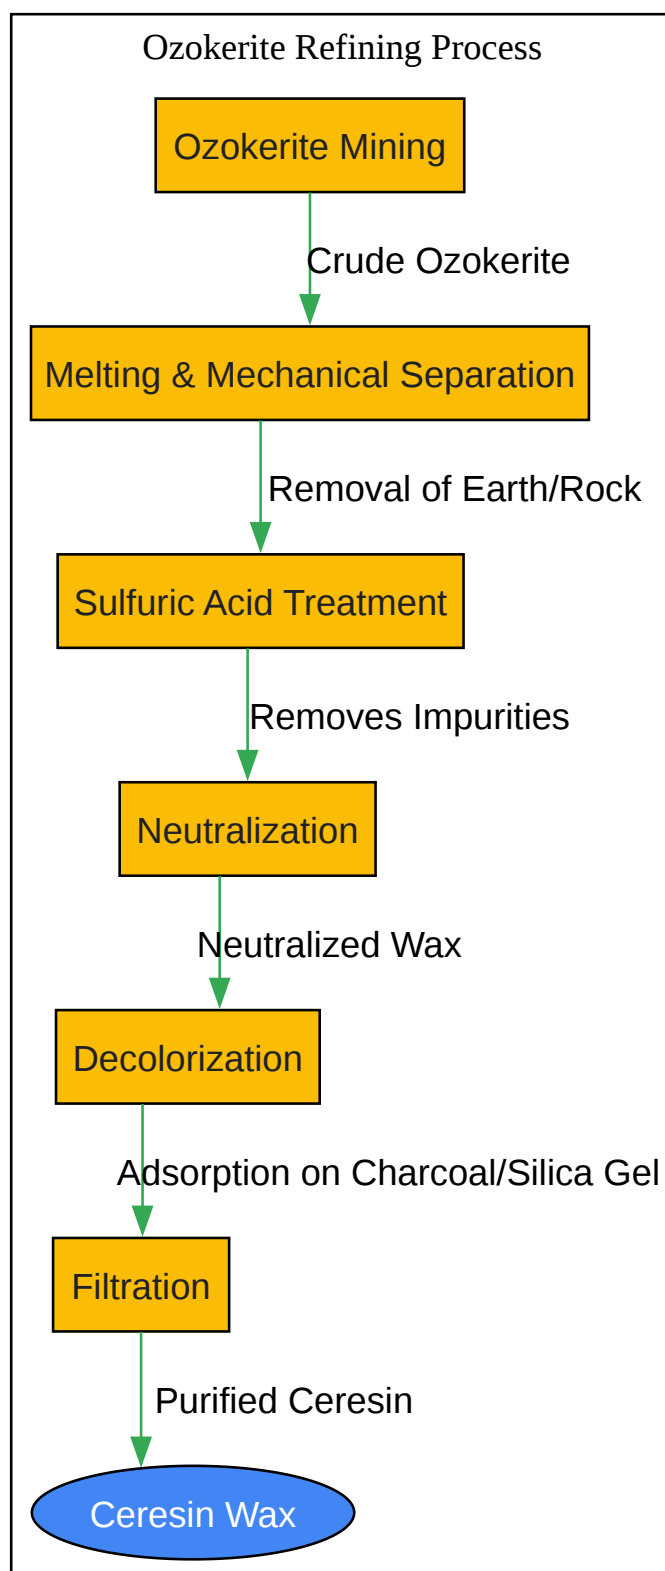 Ozokerite Refining Process
Ozokerite Mining
Crude Ozokerite
Melting & Mechanical Separation
Removal of Earth/Rock
Sulfuric Acid Treatment
Removes Impurities
Neutralization
Neutralized Wax
Decolorization
Adsorption on Charcoal/Silica Gel
Filtration
Purified Ceresin
Ceresin Wax